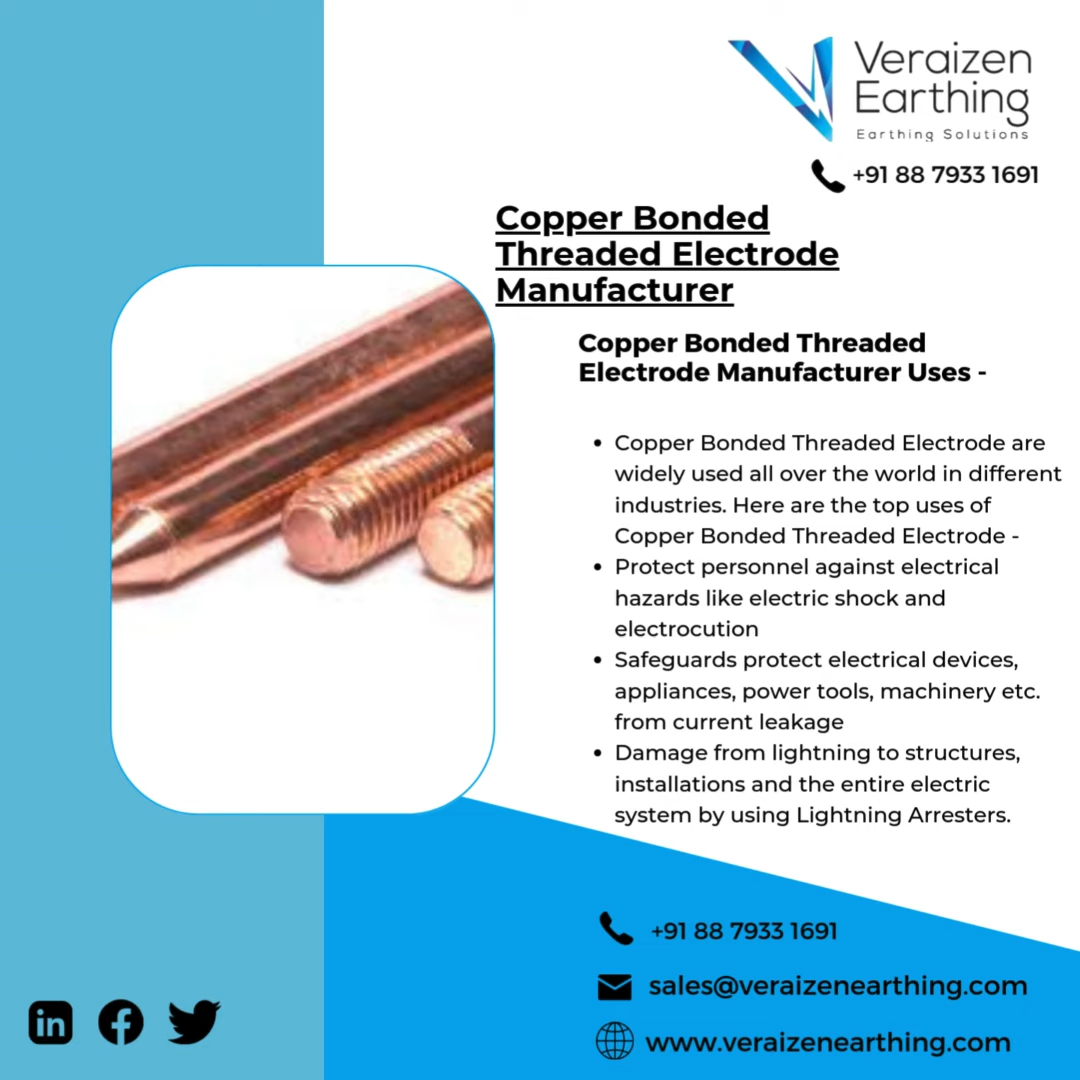 Veraizen
Earthing
Earthing Solutions
+91 88 7933 1691
Copper Bonded
Threaded Electrode
Manufacturer
Copper Bonded Threaded
Electrode Manufacturer Uses -
• Copper Bonded Threaded Electrode are
widely used all over the world in different
industries. Here are the top uses of
Copper Bonded Threaded Electrode -
• Protect personnel against electrical
hazards like electric shock and
electrocution
• Safeguards protect electrical devices,
appliances, power tools, machinery etc.
from current leakage
• Damage from lightning to structures,
installations and the entire electric
system by using Lightning Arresters.
+91 88 7933 1691
sales@veraizenearthing.com
www.veraizenearthing.com